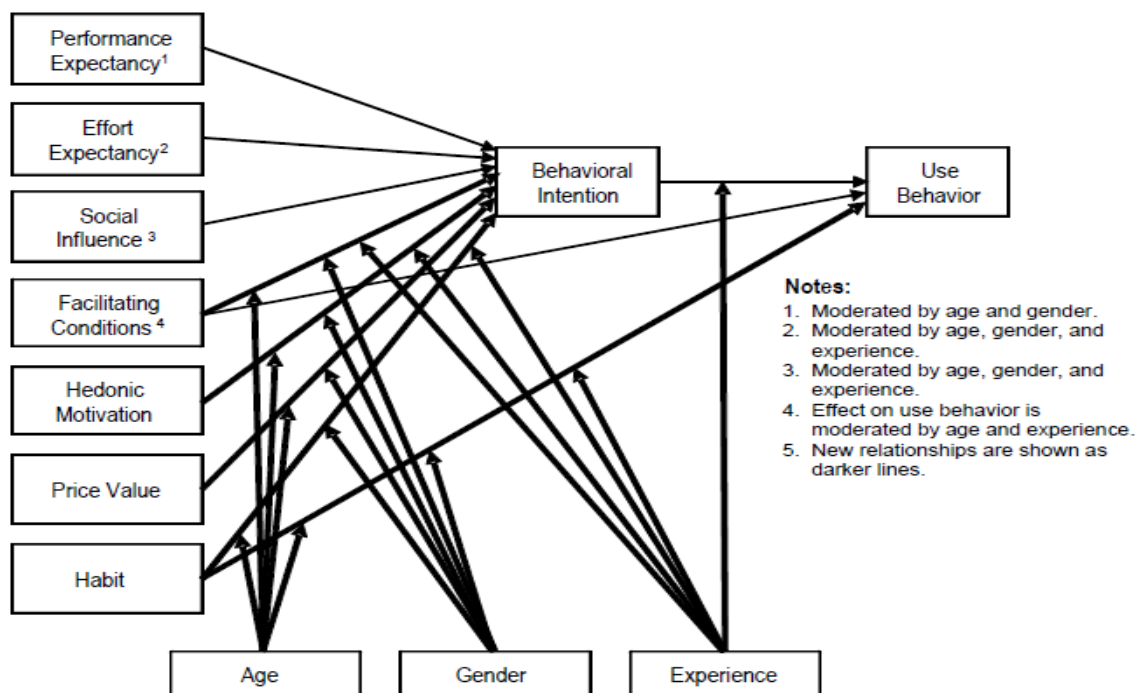 Performance
Expectancy¹
Effort
Expectancy²
Social
Influence ³
Facilitating
Conditions ⁴
Hedonic
Motivation
Price Value
Habit
Behavioral
Intention
Use
Behavior
Notes:
1. Moderated by age and gender.
2. Moderated by age, gender, and
experience.
3. Moderated by age, gender, and
experience.
4. Effect on use behavior is
moderated by age and experience.
5. New relationships are shown as
darker lines.
Age
Gender
Experience